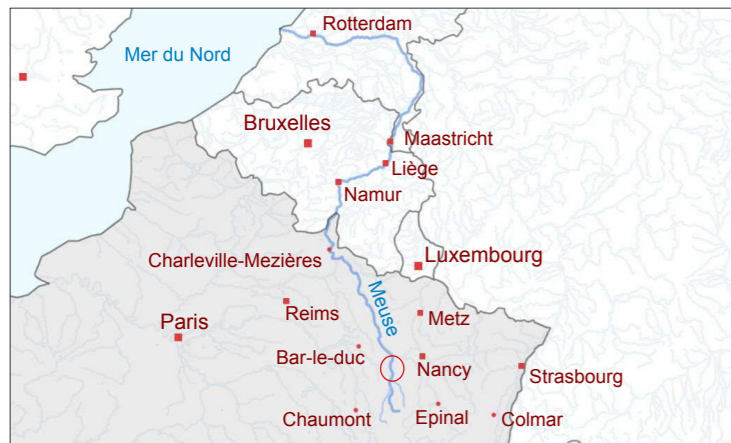 Rotterdam
Mer du Nord
Bruxelles
Maastricht
Liège
Namur
Charleville-Mezières
Luxembourg
Meuse
Reims
Metz
Paris
Bar-le-duc
Nancy
Strasbourg
Chaumont
Epinal
Colmar